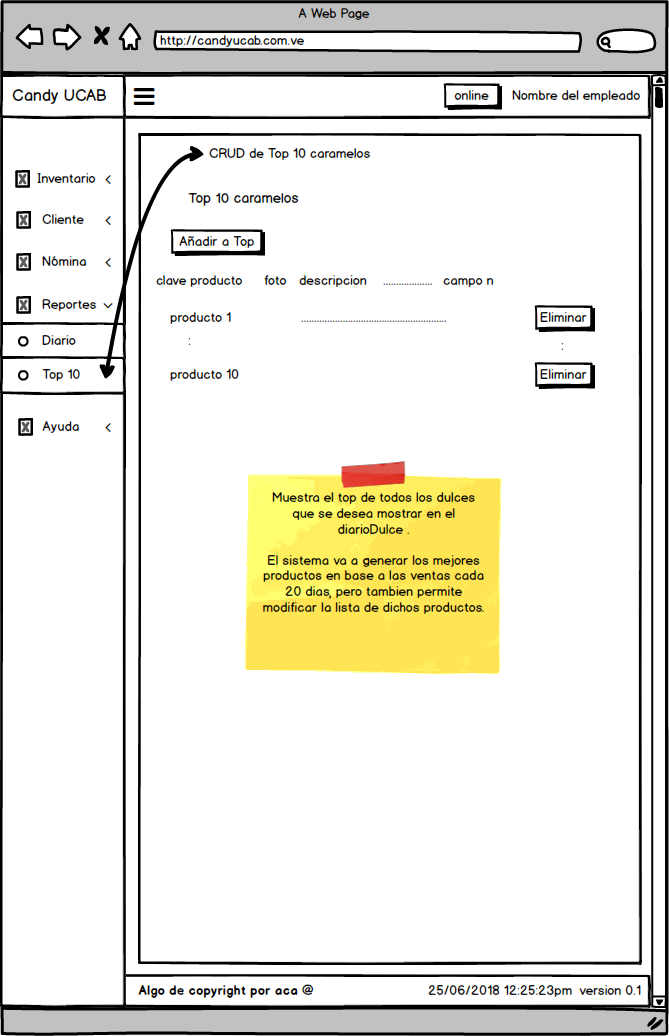 A Web Page
http://candyucab.com.ve
Candy UCAB
online
Nombre del empleado
Inventario
Cliente
Nómina
Reportes
Diario
Top 10
Ayuda
CRUD de Top 10 caramelos
Top 10 caramelos
Añadir a Top
clave producto foto descripcion ................... campo n
producto 1 ......................................................... Eliminar
: :
producto 10 Eliminar
Muestra el top de todos los dulces
que se desea mostrar en el
diarioDulce .
El sistema va a generar los mejores
productos en base a las ventas cada
20 dias, pero tambien permite
modificar la lista de dichos productos.
Algo de copyright por aca @
25/06/2018 12:25:23pm version 0.1